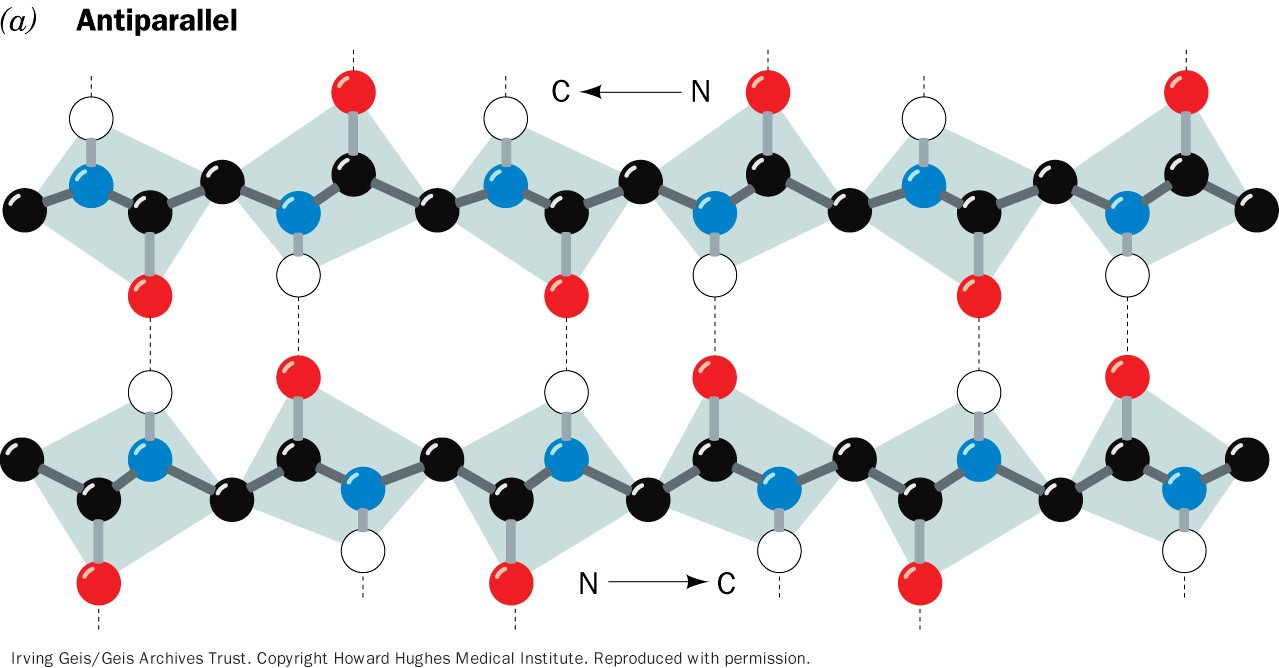 (a) Antiparallel
C N
N C
Irving Geis/Geis Archives Trust. Copyright Howard Hughes Medical Institute. Reproduced with permission.